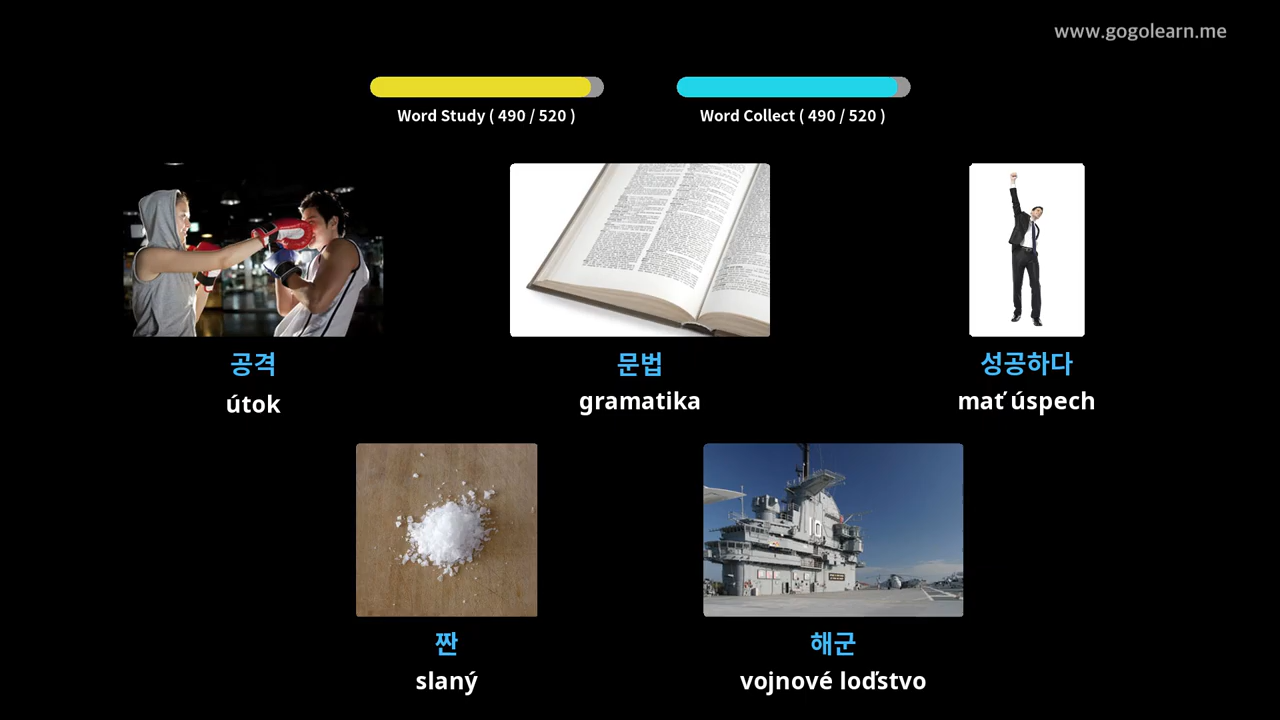 www.gogolearn.me
Word Study ( 490 / 520 )
Word Collect ( 490 / 520 )
공격
útok
문법
gramatika
성공하다
mať úspech
짠
slaný
해군
vojnové loďstvo